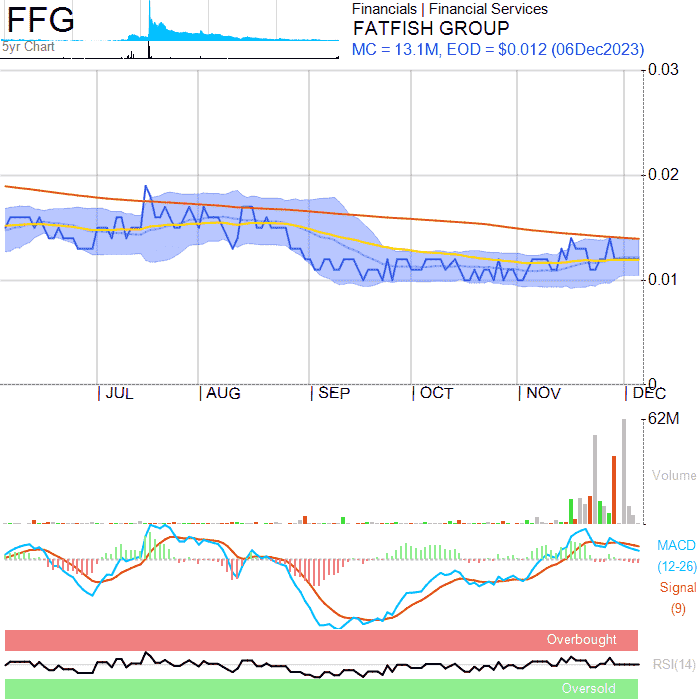 FFG
5yr Chart
Financials | Financial Services
FATFISH GROUP
MC = 13.1M, EOD = $0.012 (06Dec2023)
0.03
0.02
0.01
0
JUL AUG SEP OCT NOV DEC
62M
Volume
MACD
(12-26)
Signal
(9)
Overbought
RSI(14)
Oversold